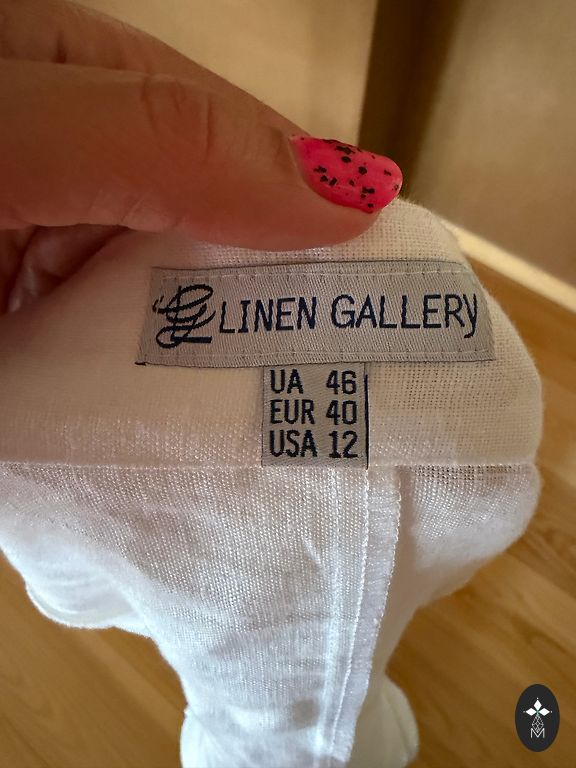 LINEN GALLERY
UA 46
EUR 40
USA 12